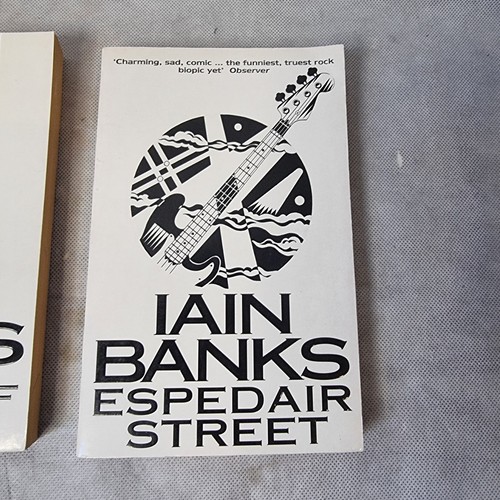 'Charming, sad, comic ... the funniest, truest rock
biopic yet' Observer
IAIN
BANKS
ESPEDAIR
STREET
S
F